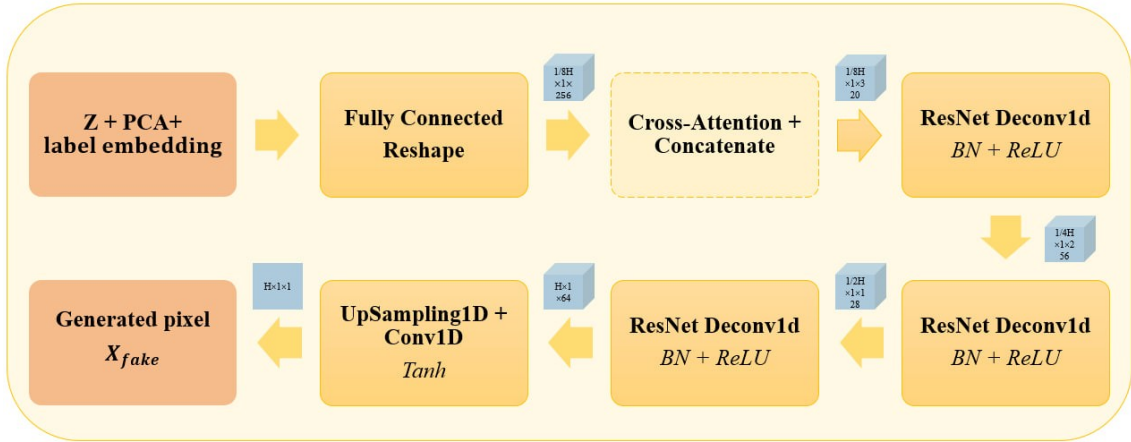 Z + PCA+
label embedding
Fully Connected
Reshape
1/8H
×1×
256
Cross-Attention +
Concatenate
1/8H
×1×3
20
ResNet Deconv1d
BN + ReLU
1/4H
×1×2
56
ResNet Deconv1d
BN + ReLU
1/2H
×1×1
28
ResNet Deconv1d
BN + ReLU
H×1
×64
UpSampling1D +
Conv1D
Tanh
H×1×1
Generated pixel
X_fake